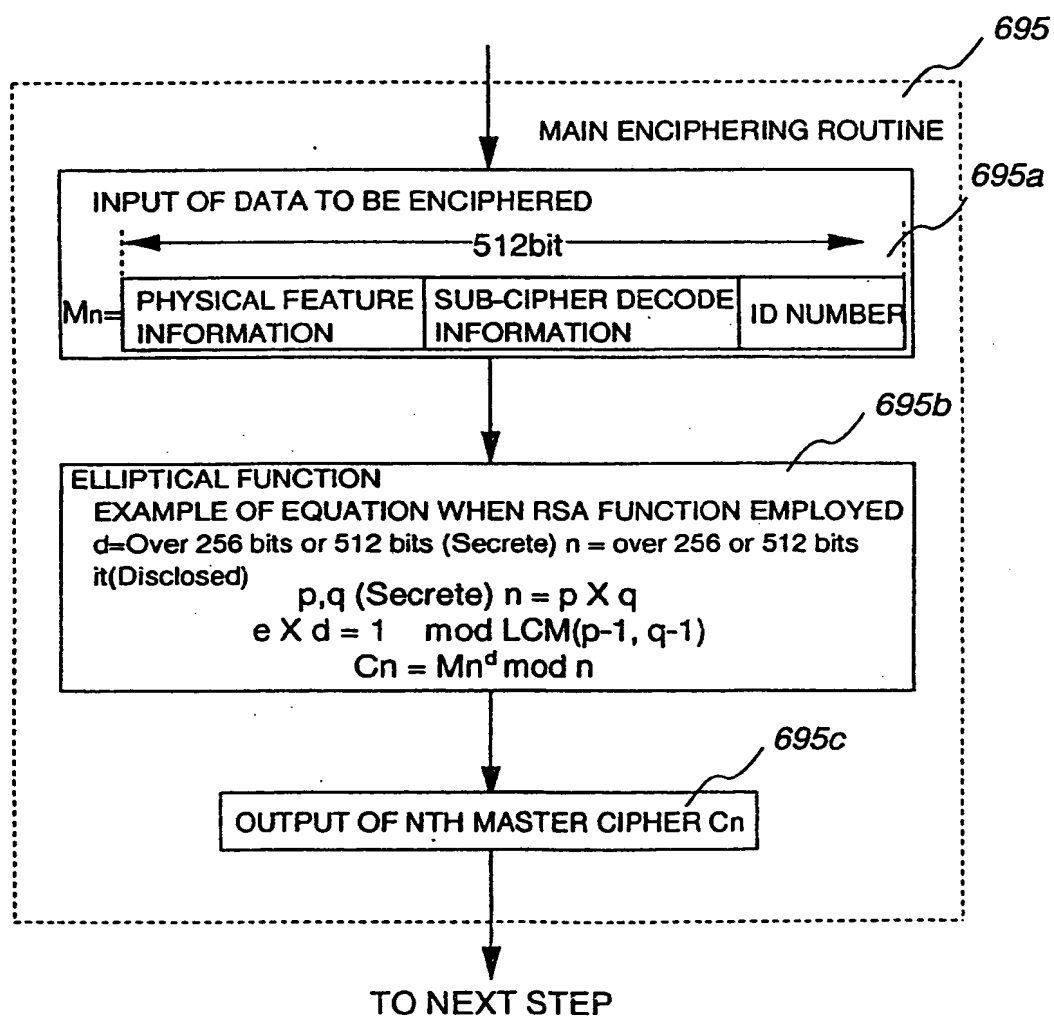 695
MAIN ENCIPHERING ROUTINE
695a
INPUT OF DATA TO BE ENCIPHERED
512bit
Mn=
PHYSICAL FEATURE
INFORMATION
SUB-CIPHER DECODE
INFORMATION
ID NUMBER
695b
ELLIPTICAL FUNCTION
EXAMPLE OF EQUATION WHEN RSA FUNCTION EMPLOYED
d=Over 256 bits or 512 bits (Secrete) n = over 256 or 512 bits
it(Disclosed)
p,q (Secrete) n = p X q
e X d = 1 mod LCM(p-1, q-1)
Cn = Mn^d mod n
695c
OUTPUT OF NTH MASTER CIPHER Cn
TO NEXT STEP